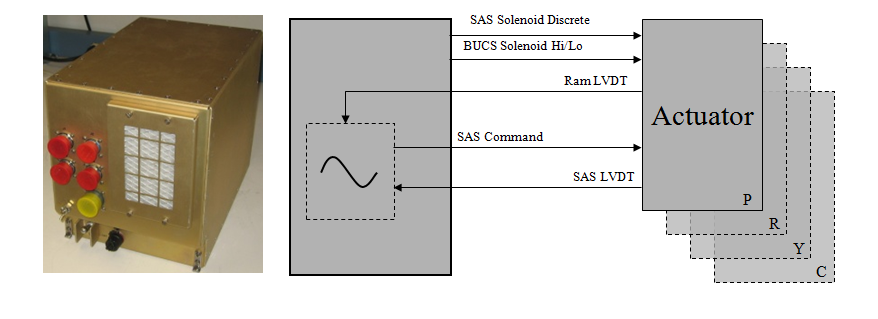 SAS Solenoid Discrete
BUCS Solenoid Hi/Lo
Ram LVDT
Actuator
SAS Command
SAS LVDT
P
R
Y
C